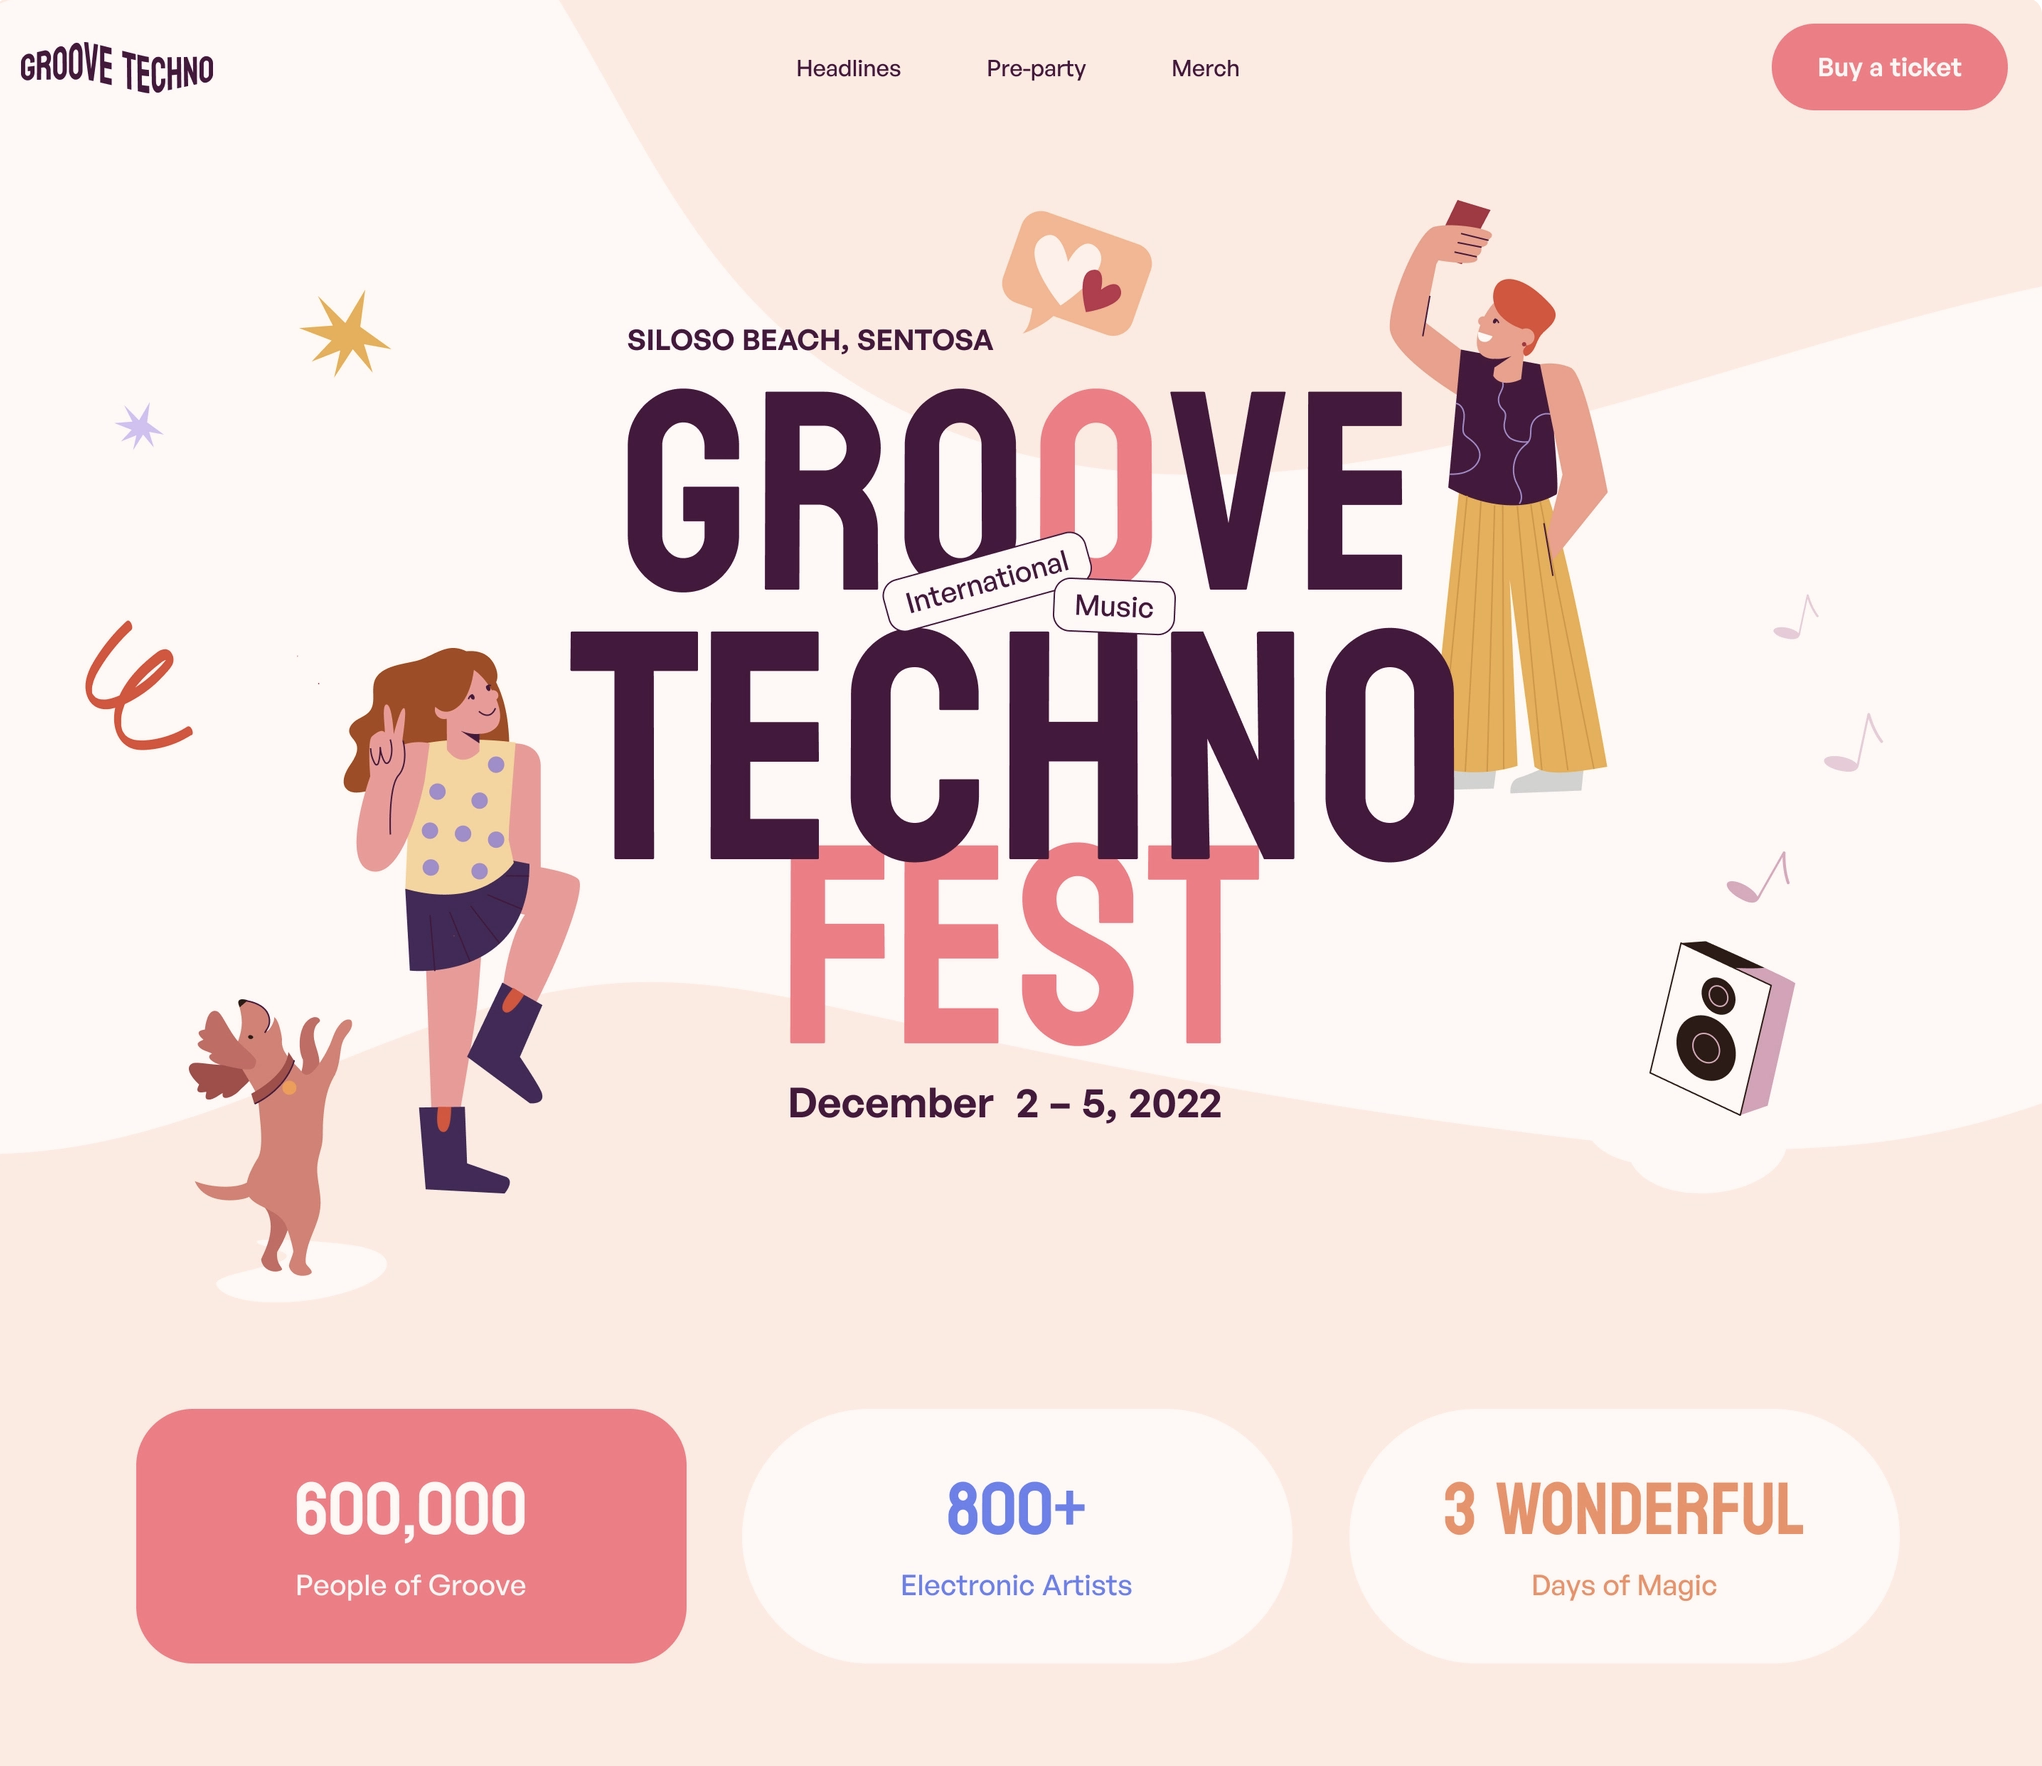 GROOVE TECHNO
Headlines
Pre-party
Merch
Buy a ticket
SILOSO BEACH, SENTOSA
GROOVE
International
Music
TECHNO
FEST
December 2 – 5, 2022
600,000
People of Groove
800+
Electronic Artists
3 WONDERFUL
Days of Magic